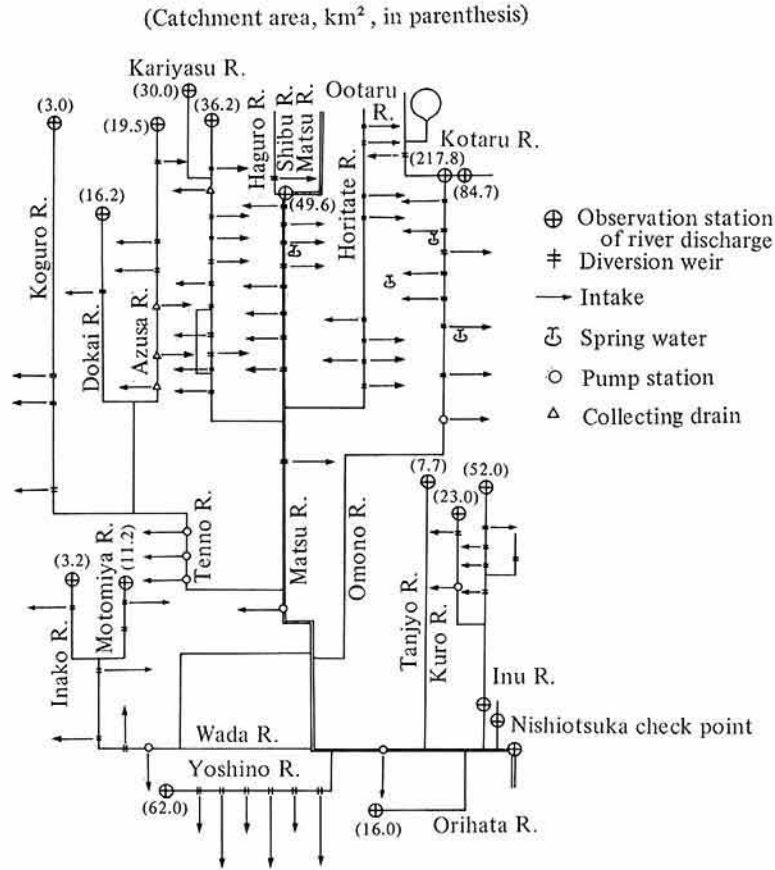 (Catchment area, km², in parenthesis)
Kariyasu R.
(30.0)
(3.0)
(19.5)
(36.2)
(16.2)
Koguro R.
Dokai R.
Azusa R.
Haguro R.
Shibu R.
Matsu R.
(49.6)
Ootaru
R.
Horitate R.
Kotaru R.
(217.8)
(84.7)
Observation station
of river discharge
Diversion weir
Intake
Spring water
Pump station
Collecting drain
Tenno R.
Matsu R.
Omono R.
(7.7)
(52.0)
(23.0)
Tanjyo R.
Kuro R.
Inu R.
(3.2)
(11.2)
Motomiya R.
Inako R.
Wada R.
Nishiotsuka check point
Yoshino R.
(62.0)
(16.0)
Orihata R.